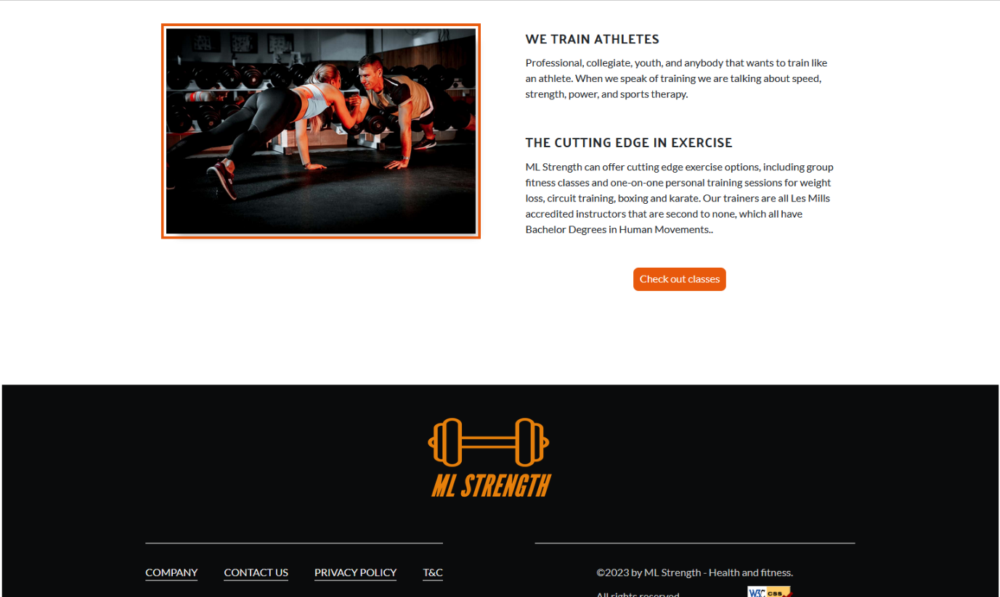 WE TRAIN ATHLETES
Professional, collegiate, youth, and anybody that wants to train like
an athlete. When we speak of training we are talking about speed,
strength, power, and sports therapy.
THE CUTTING EDGE IN EXERCISE
ML Strength can offer cutting edge exercise options, including group
fitness classes and one-on-one personal training sessions for weight
loss, circuit training, boxing and karate. Our trainers are all Les Mills
accredited instructors that are second to none, which all have
Bachelor Degrees in Human Movements..
Check out classes
ML STRENGTH
COMPANY CONTACT US PRIVACY POLICY T&C
©2023 by ML Strength - Health and fitness.
All rights reserved W3C css